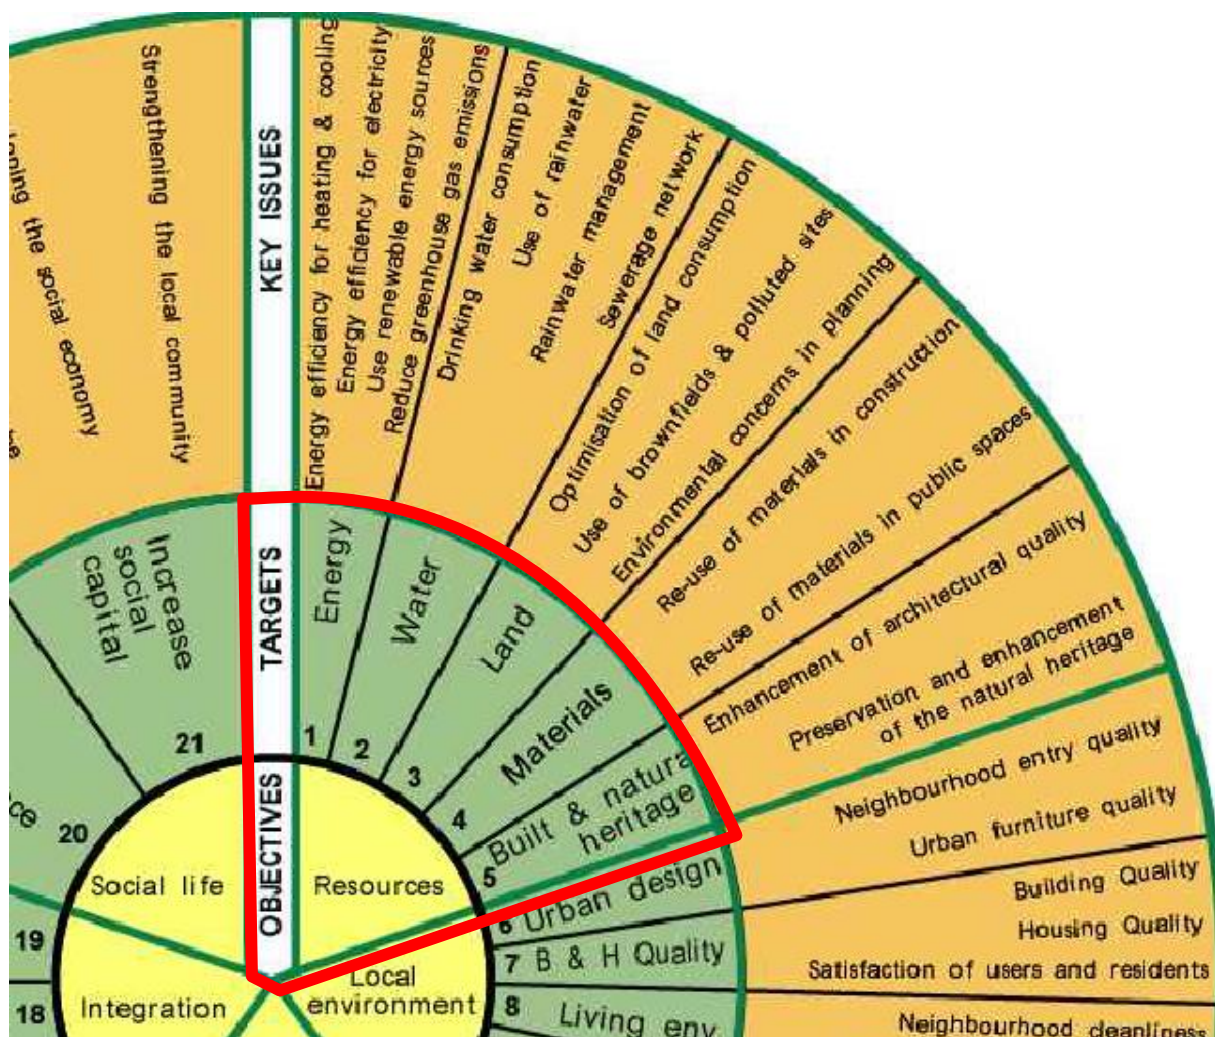 KEY ISSUES
TARGETS
OBJECTIVES
Energy efficiency for heating & cooling
Energy efficiency for electricity
Use renewable energy sources
Reduce greenhouse gas emissions
Drinking water consumption
Use of rainwater
Rainwater management
Sewerage network
Optimisation of land consumption
Use of brownfields & polluted sites
Environmental concerns in planning
Re-use of materials in construction
Re-use of materials in public spaces
Enhancement of architectural quality
Preservation and enhancement
of the natural heritage
Neighbourhood entry quality
Urban furniture quality
Building Quality
Housing Quality
Satisfaction of users and residents
Neighbourhood cleanliness
Strengthening the local community
the social economy
Energy
1
Water
2
Land
3
Materials
4
Built & natura
heritage
5
Urban design
6
B & H Quality
7
Living env.
8
Increase
social
capital
21
20
19
18
Social life
Resources
Integration
Local
environment